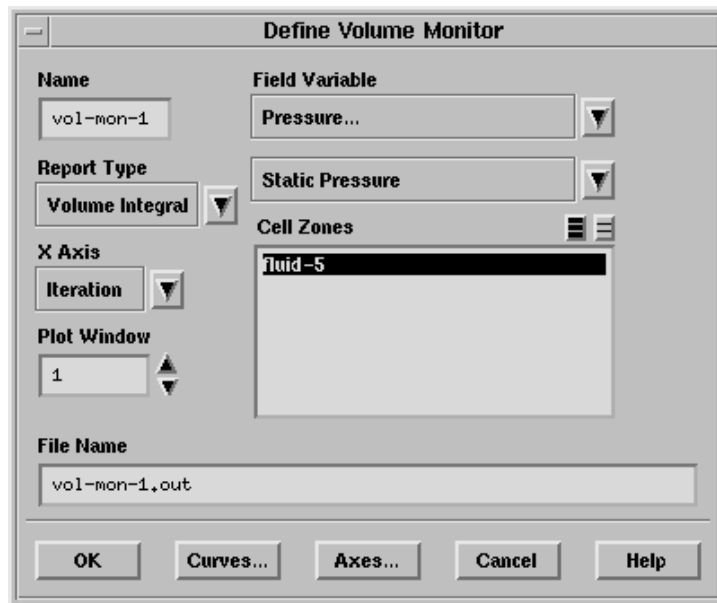 Define Volume Monitor
Name
vol-mon-1
Field Variable
Pressure...
Report Type
Volume Integral
Static Pressure
X Axis
Iteration
Cell Zones
fluid-5
Plot Window
1
File Name
vol-mon-1.out
OK
Curves...
Axes...
Cancel
Help